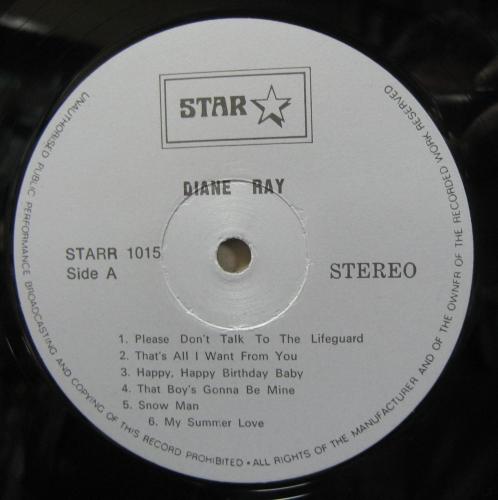 STAR
DIANE RAY
STARR 1015
Side A
STEREO
1. Please Don't Talk To The Lifeguard
2. That's All I Want From You
3. Happy, Happy Birthday Baby
4. That Boy's Gonna Be Mine
5. Snow Man
6. My Summer Love
UNAUTHORISED PUBLIC PERFORMANCE BROADCASTING AND COPYING OF THIS RECORD PROHIBITED • ALL RIGHTS OF THE MANUFACTURER AND OF THE OWNER OF THE RECORDED WORK RESERVED